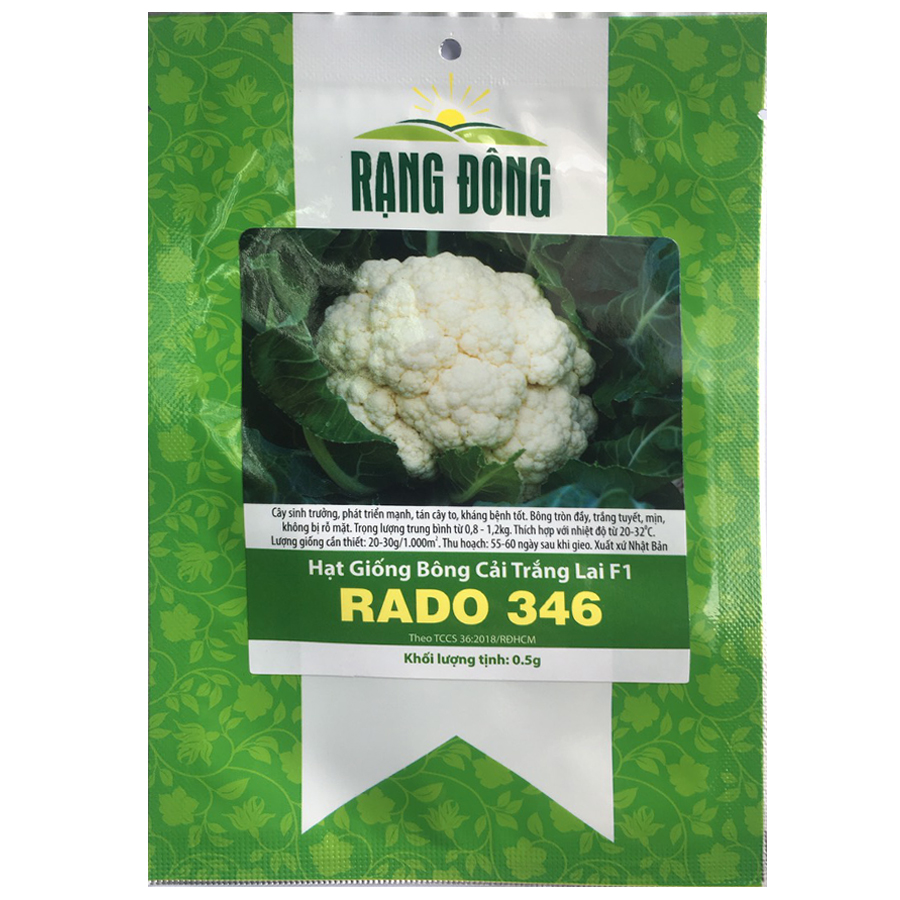 RẠNG ĐÔNG
Cây sinh trưởng, phát triển mạnh, tán cây to, kháng bệnh tốt. Bông tròn đầy, trắng tuyết, mịn,
không bị rỗ mặt. Trọng lượng trung bình từ 0,8 - 1,2kg. Thích hợp với nhiệt độ từ 20-32°C.
Lượng giống cần thiết: 20-30g/1.000m². Thu hoạch: 55-60 ngày sau khi gieo. Xuất xứ Nhật Bản
Hạt Giống Bông Cải Trắng Lai F1
RADO 346
Theo TCCS 36:2018/RĐHCM
Khối lượng tịnh: 0.5g